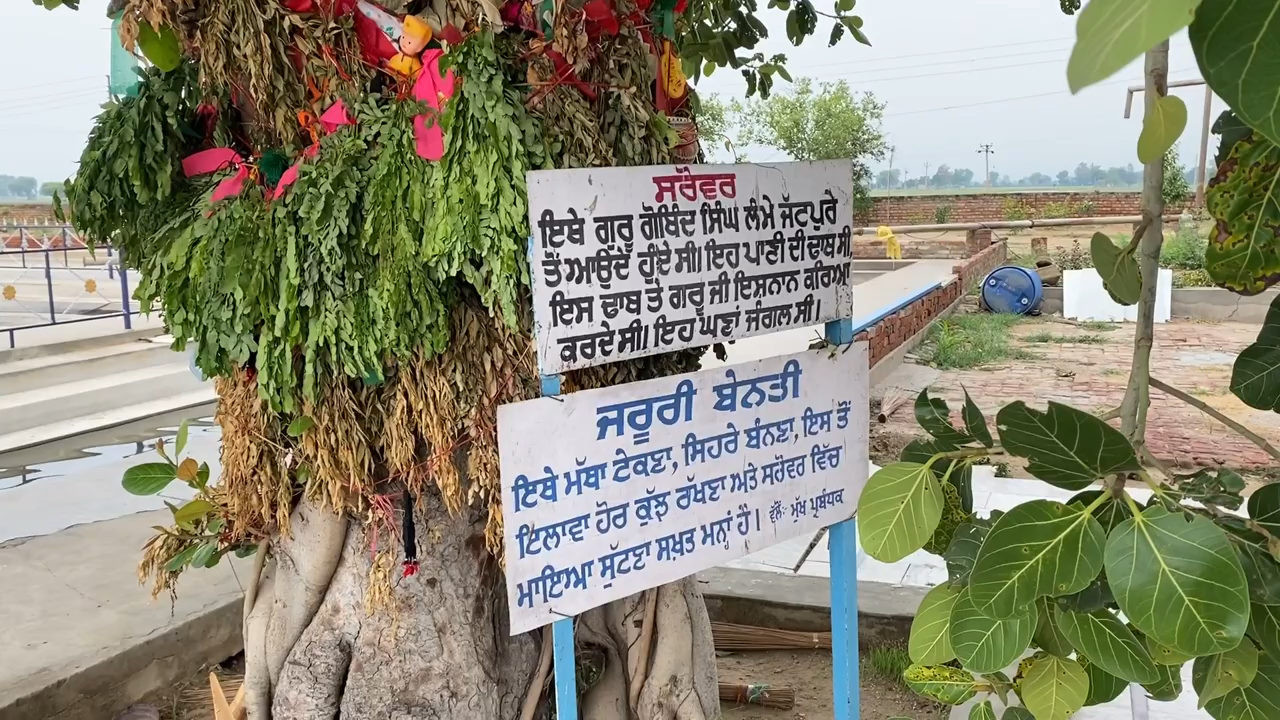 ਸਰੋਵਰ
ਇਥੇ ਗੁਰੂ ਗੋਬਿੰਦ ਸਿੰਘ ਲੰਮੇ ਜੱਟਪੁਰੇ
ਤੋਂ ਆਉਂਦੇ ਹੁੰਦੇ ਸੀ। ਇਹ ਪਾਣੀ ਦੀ ਢਾਬ ਸੀ,
ਇਸ ਢਾਬ ਤੇ ਗੁਰੂ ਜੀ ਇਸ਼ਨਾਨ ਕਰਿਆ
ਕਰਦੇ ਸੀ। ਇਹ ਘਣਾਂ ਜੰਗਲ ਸੀ।
ਜਰੂਰੀ ਬੇਨਤੀ
ਇਥੇ ਮੱਥਾ ਟੇਕਣਾ, ਸਿਹਰੇ ਬੰਨਣਾ, ਇਸ ਤੋਂ
ਇਲਾਵਾ ਹੋਰ ਕੁੱਲ ਰੱਖਣਾ ਅਤੇ ਸਰੋਵਰ ਵਿੱਚ
ਮਾਇਆ ਸੁੱਟਣਾ ਸਖ਼ਤ ਮਨ੍ਹਾਂ ਹੈ। ਵੱਲੋਂ:- ਮੁੱਖ ਪ੍ਰਬੰਧਕ